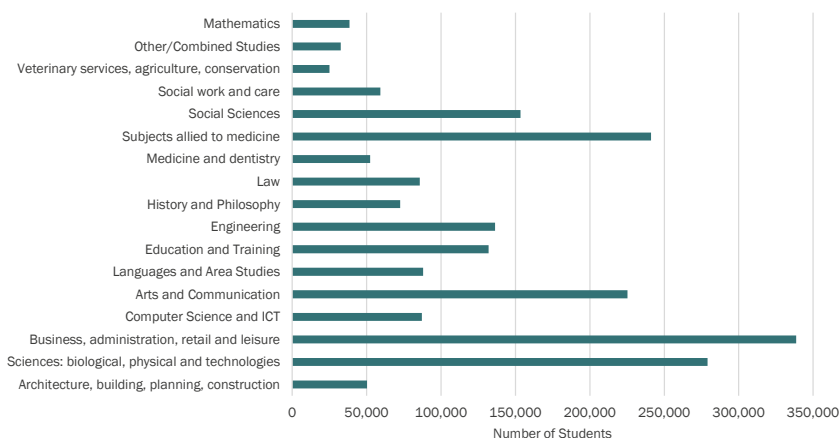 Mathematics
Other/Combined Studies
Veterinary services, agriculture, conservation
Social work and care
Social Sciences
Subjects allied to medicine
Medicine and dentistry
Law
History and Philosophy
Engineering
Education and Training
Languages and Area Studies
Arts and Communication
Computer Science and ICT
Business, administration, retail and leisure
Sciences: biological, physical and technologies
Architecture, building, planning, construction
0 50,000 100,000 150,000 200,000 250,000 300,000 350,000
Number of Students